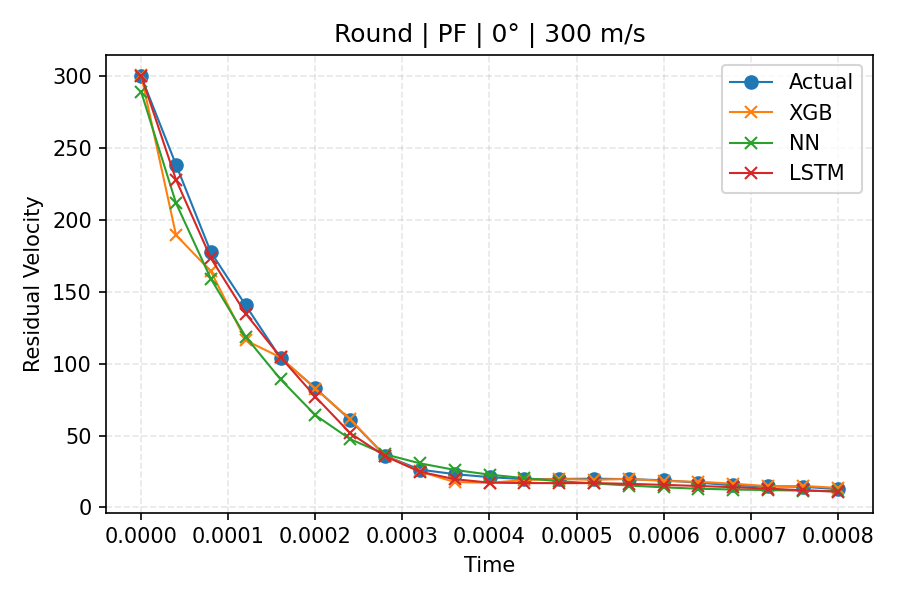 Round | PF | 0° | 300 m/s
Residual Velocity
300
250
200
150
100
50
0
Actual
XGB
NN
LSTM
0.0000 0.0001 0.0002 0.0003 0.0004 0.0005 0.0006 0.0007 0.0008
Time